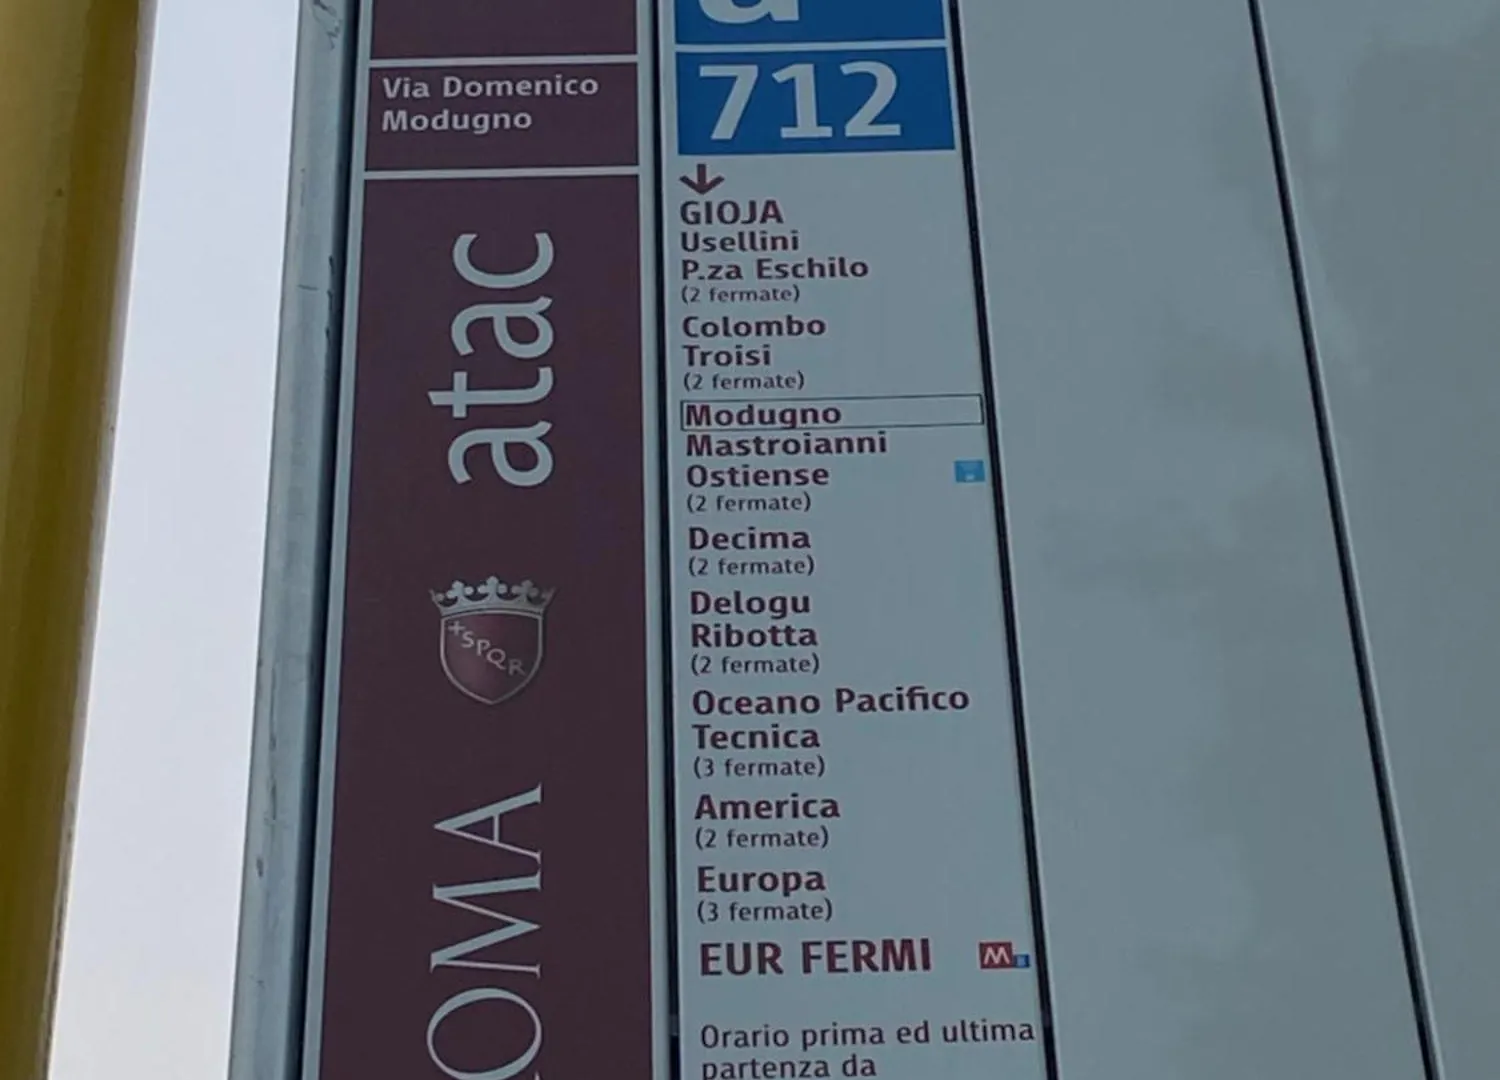 Via Domenico
Modugno
atac
+SPQR
712
GIOJA
Usellini
P.za Eschilo
(2 fermate)
Colombo
Troisi
(2 fermate)
Modugno
Mastroianni
Ostiense
(2 fermate)
Decima
(2 fermate)
Delogu
Ribotta
(2 fermate)
Oceano Pacifico
Tecnica
(3 fermate)
America
(2 fermate)
Europa
(3 fermate)
EUR FERMI M B
Orario prima ed ultima
partenza da